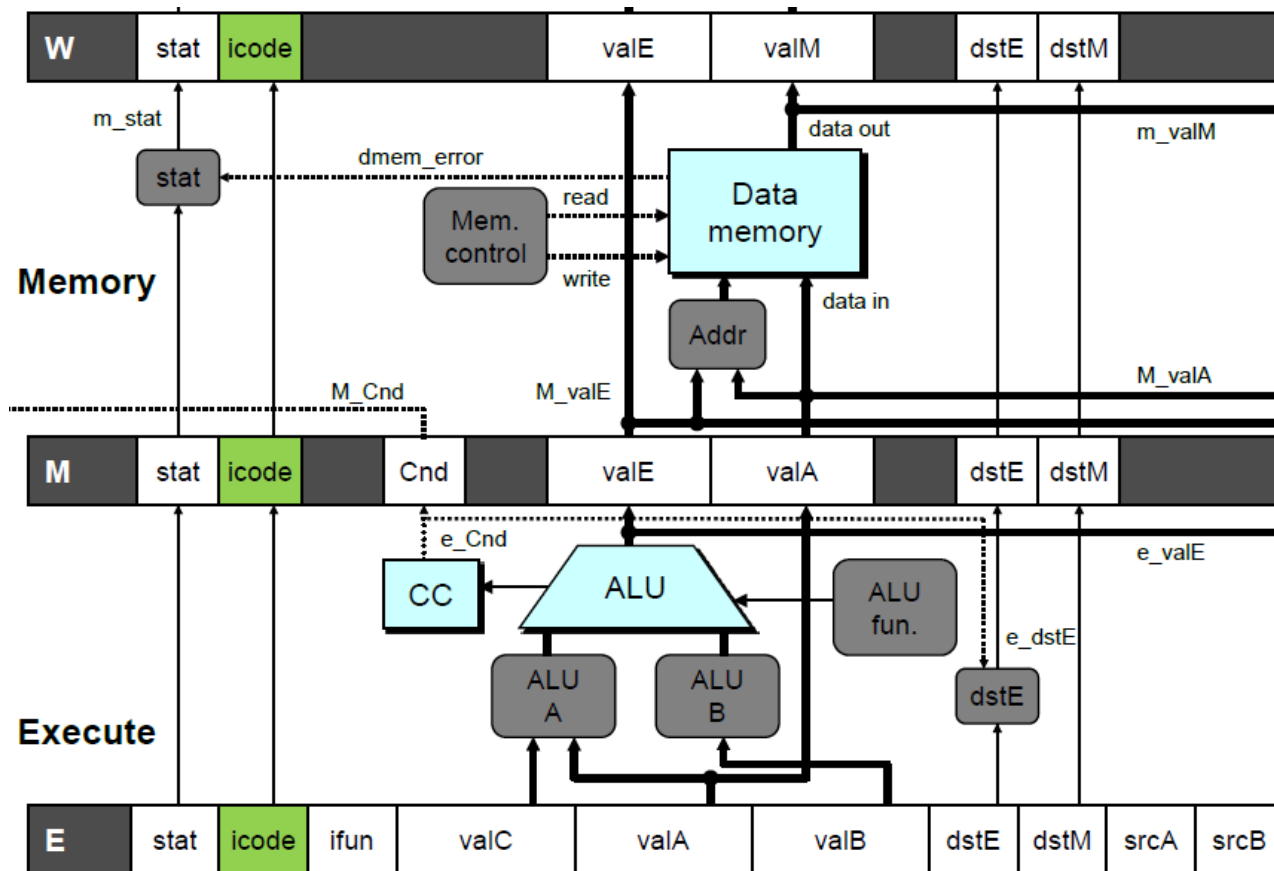 W stat icode valE valM dstE dstM
m_stat
data out
m_valM
dmem_error
stat
read
Data
memory
Mem.
control
write
Memory
data in
Addr
M_Cnd
M_valE
M_valA
M stat icode Cnd valE valA dstE dstM
e_Cnd
e_valE
CC
ALU
ALU
fun.
e_dstE
ALU
A
ALU
B
dstE
Execute
E stat icode ifun valC valA valB dstE dstM srcA srcB